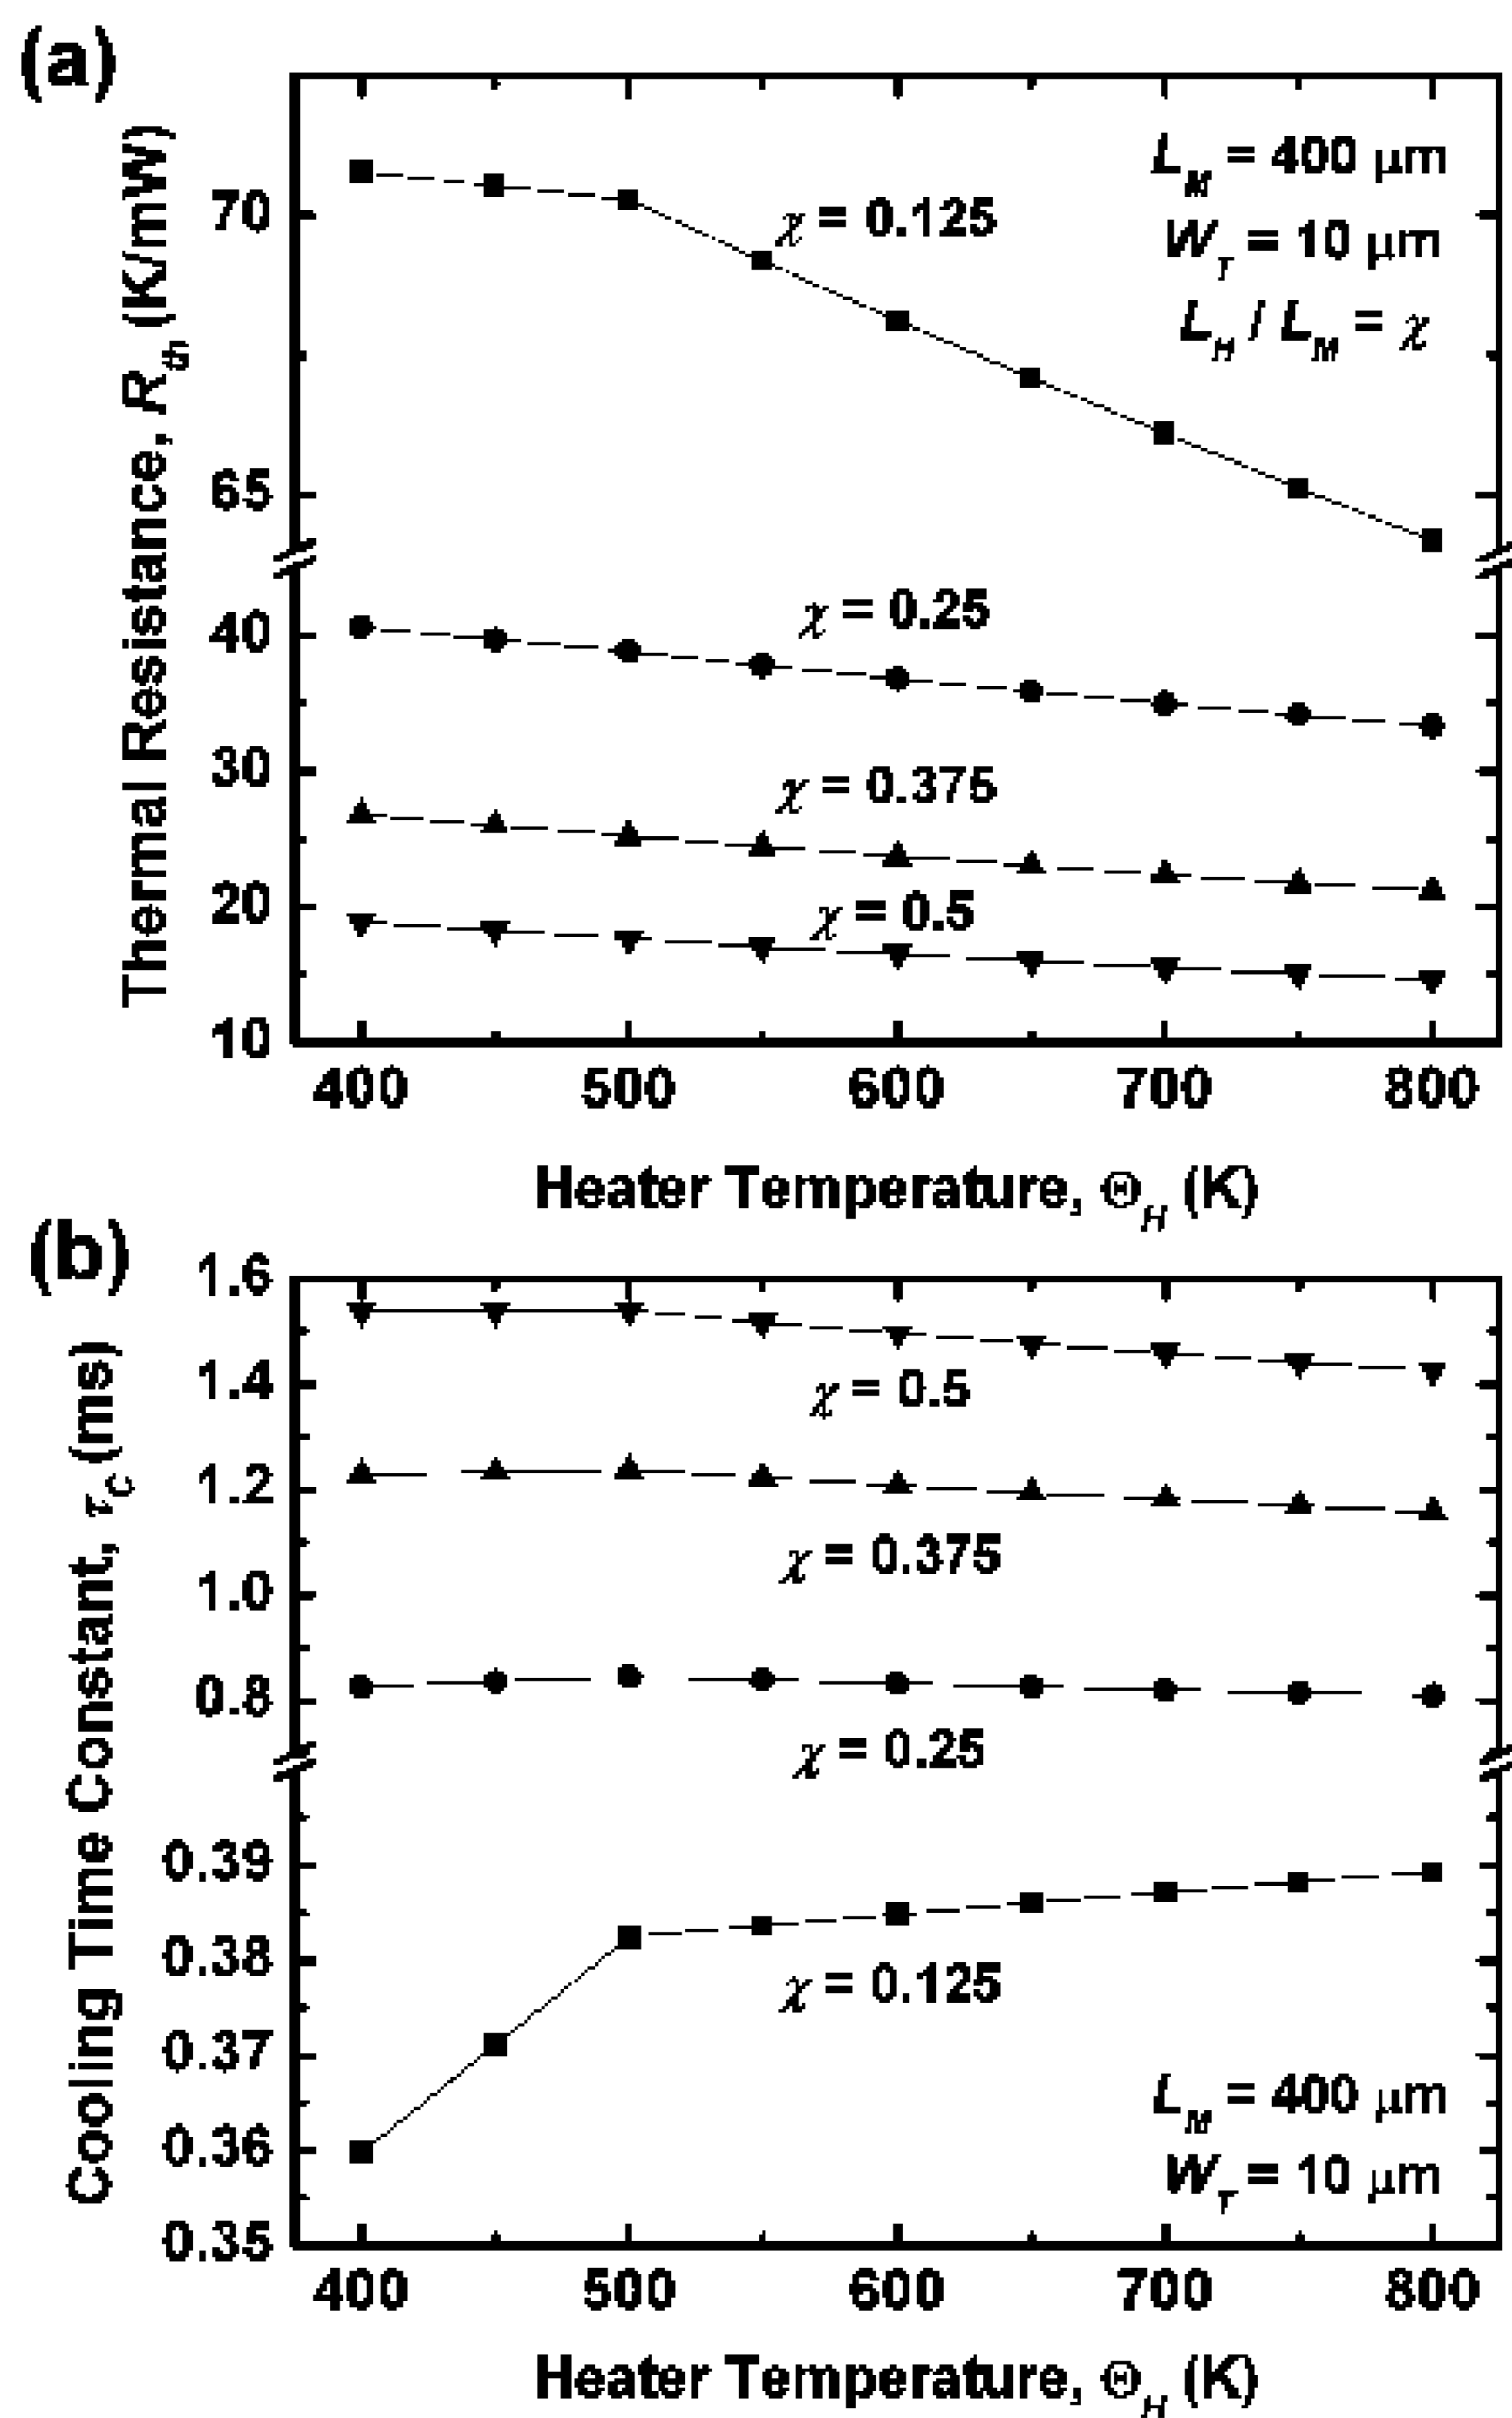 (a)
Thermal Resistance, R_th (K/mW)
70
65
40
30
20
10
L_M = 400 μm
W_T = 10 μm
L_H / L_M = χ
χ = 0.125
χ = 0.25
χ = 0.375
χ = 0.5
400 500 600 700 800
Heater Temperature, Θ_H (K)
(b)
Cooling Time Constant, τ_C (ms)
1.6
1.4
1.2
1.0
0.8
0.39
0.38
0.37
0.36
0.35
χ = 0.5
χ = 0.375
χ = 0.25
χ = 0.125
L_M = 400 μm
W_T = 10 μm
400 500 600 700 800
Heater Temperature, Θ_H (K)